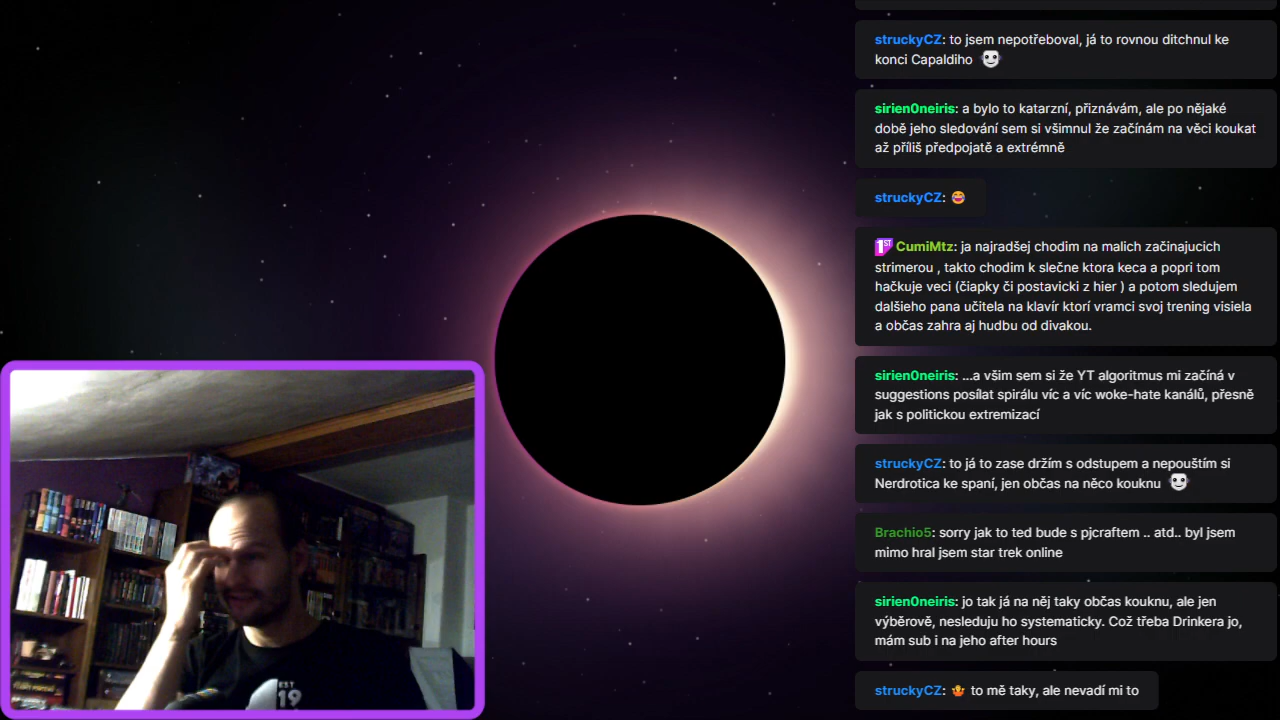 struckyCZ: to jsem nepotřeboval, já to rovnou ditchnul ke
konci Capaldiho
sirien0neiris: a bylo to katarzní, přiznávám, ale po nějaké
době jeho sledování sem si všimnul že začínám na věci koukat
až příliš předpojatě a extrémně
struckyCZ:
1ST CumiMtz: ja najradšej chodim na malich začinajucich
strimerou , takto chodim k slečne ktora keca a popri tom
hačkuje veci (čiapky či postavicki z hier ) a potom sledujem
dalšieho pana učitela na klavír ktorí vramci svoj trening visiela
a občas zahra aj hudbu od divakou.
sirien0neiris: ...a všim sem si že YT algoritmus mi začíná v
suggestions posílat spirálu víc a víc woke-hate kanálů, přesně
jak s politickou extremizací
struckyCZ: to já to zase držím s odstupem a nepouštím si
Nerdrotica ke spaní, jen občas na něco kouknu
Brachio5: sorry jak to ted bude s pjcraftem .. atd.. byl jsem
mimo hral jsem star trek online
sirien0neiris: jo tak já na něj taky občas kouknu, ale jen
výběrově, nesleduju ho systematicky. Což třeba Drinkera jo,
mám sub i na jeho after hours
struckyCZ: to mě taky, ale nevadí mi to
EST
19